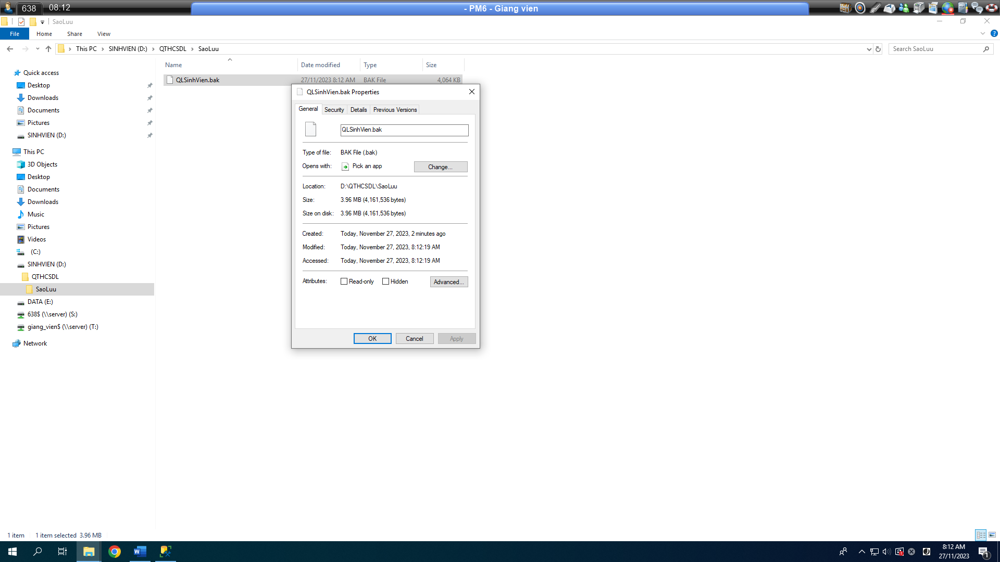 638
08:12
- PM6 - Giang vien
SaoLuu
File
Home
Share
View
This PC
SINHVIEN (D:)
QTHCSDL
SaoLuu
Search SaoLuu
Name
Date modified
Type
Size
QLSinhVien.bak
27/11/2023 8:12 AM
BAK File
4,064 KB
Quick access
Desktop
Downloads
Documents
Pictures
SINHVIEN (D:)
This PC
3D Objects
Desktop
Documents
Downloads
Music
Pictures
Videos
(C:)
SINHVIEN (D:)
QTHCSDL
SaoLuu
DATA (E:)
638$ (\\server) (S:)
giang_vien$ (\\server) (T:)
Network
QLSinhVien.bak Properties
General
Security
Details
Previous Versions
QLSinhVien.bak
Type of file: BAK File (.bak)
Opens with: Pick an app
Change...
Location: D:\QTHCSDL\SaoLuu
Size: 3.96 MB (4,161,536 bytes)
Size on disk: 3.96 MB (4,161,536 bytes)
Created: Today, November 27, 2023, 2 minutes ago
Modified: Today, November 27, 2023, 8:12:19 AM
Accessed: Today, November 27, 2023, 8:12:19 AM
Attributes: Read-only Hidden
Advanced...
OK
Cancel
Apply
1 item
1 item selected 3.96 MB
8:12 AM
27/11/2023
1